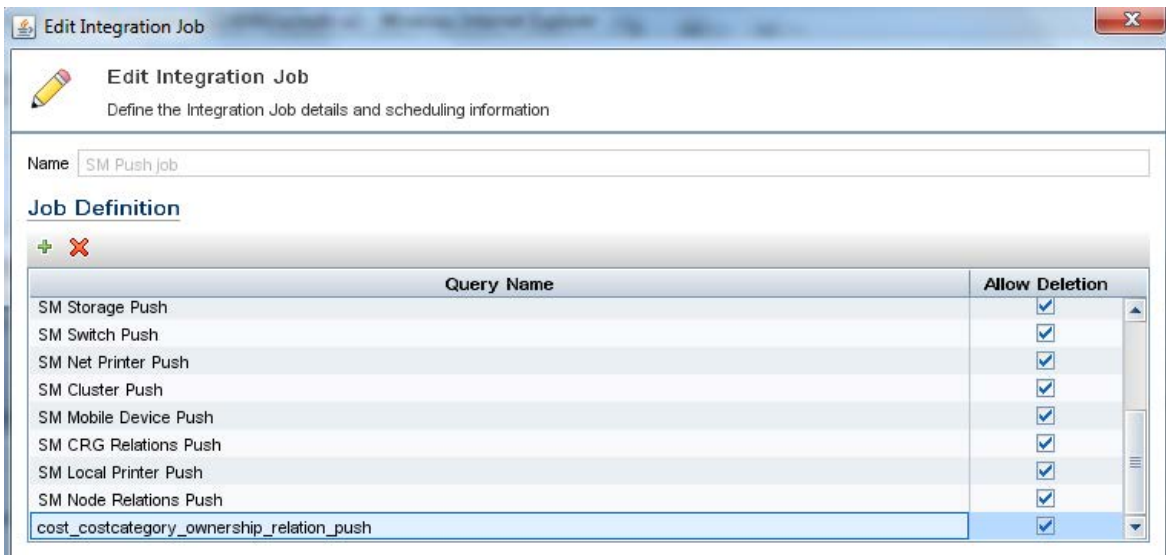 Edit Integration Job
Edit Integration Job
Define the Integration Job details and scheduling information
Name SM Push job
Job Definition
Query Name Allow Deletion
SM Storage Push
SM Switch Push
SM Net Printer Push
SM Cluster Push
SM Mobile Device Push
SM CRG Relations Push
SM Local Printer Push
SM Node Relations Push
cost_costcategory_ownership_relation_push